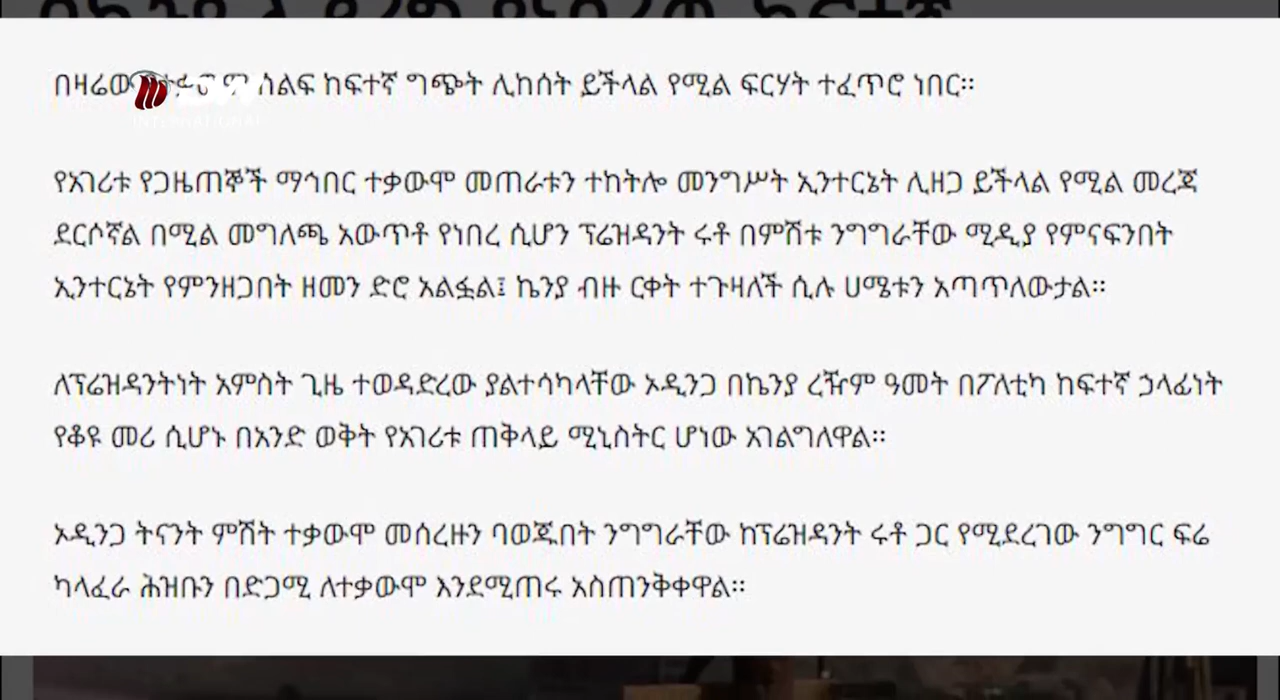 በዛሬው ሰልፍ ከፍተኛ ግጭት ሊከሰት ይችላል የሚል ፍርሃት ተፈጥሮ ነበር።
የአገሪቱ የጋዜጠኞች ማኅበር ተቃውሞ መጠራቱን ተከትሎ መንግሥት ኢንተርኔት ሊዘጋ ይችላል የሚል መረጃ
ደርሶኛል በሚል መግለጫ አውጥቶ የነበረ ሲሆን ፕሬዝዳንት ሩቶ በምሽቱ ንግግራቸው ሚዲያ የምናፍንበት
ኢንተርኔት የምንዘጋበት ዘመን ድሮ አልፏል፤ ኬንያ ብዙ ርቀት ተጉዛለች ሲሉ ሀሜቱን አጣጥለውታል።
ለፕሬዝዳንትነት አምስት ጊዜ ተወዳድረው ያልተሳካላቸው ኦዲንጋ በኬንያ ረዥም ዓመት በፖለቲካ ከፍተኛ ኃላፊነት
የቆዩ መሪ ሲሆኑ በአንድ ወቅት የአገሪቱ ጠቅላይ ሚኒስትር ሆነው አገልግለዋል።
ኦዲንጋ ትናንት ምሽት ተቃውሞ መሰረዙን ባወጁበት ንግግራቸው ከፕሬዝዳንት ሩቶ ጋር የሚደረገው ንግግር ፍሬ
ካላፈራ ሕዝቡን በድጋሚ ለተቃውሞ እንደሚጠሩ አስጠንቅቀዋል።
INTERNATIONAL